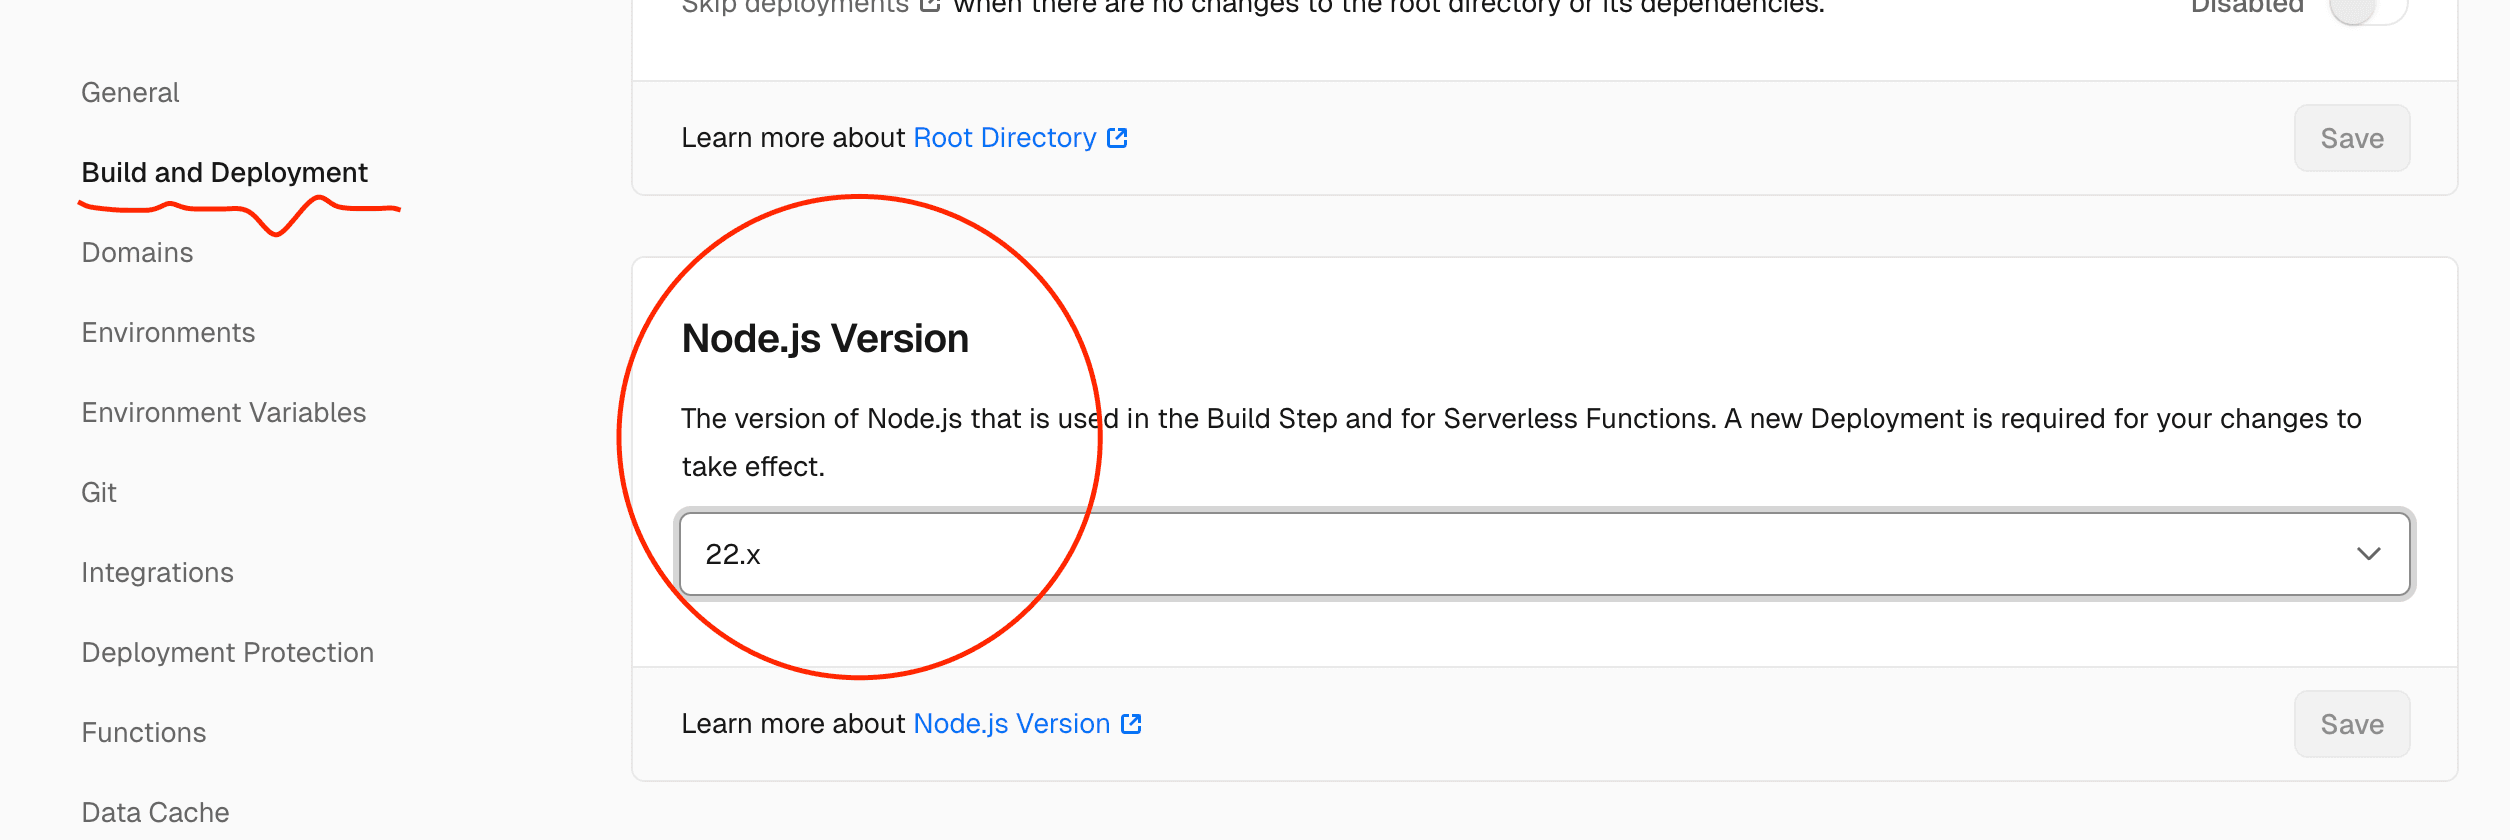 Skip deployments when there are no changes to the root directory or its dependencies.
Disabled
General
Build and Deployment
Domains
Environments
Environment Variables
Git
Integrations
Deployment Protection
Functions
Data Cache
Learn more about Root Directory
Save
Node.js Version
The version of Node.js that is used in the Build Step and for Serverless Functions. A new Deployment is required for your changes to
take effect.
22.x
Learn more about Node.js Version
Save